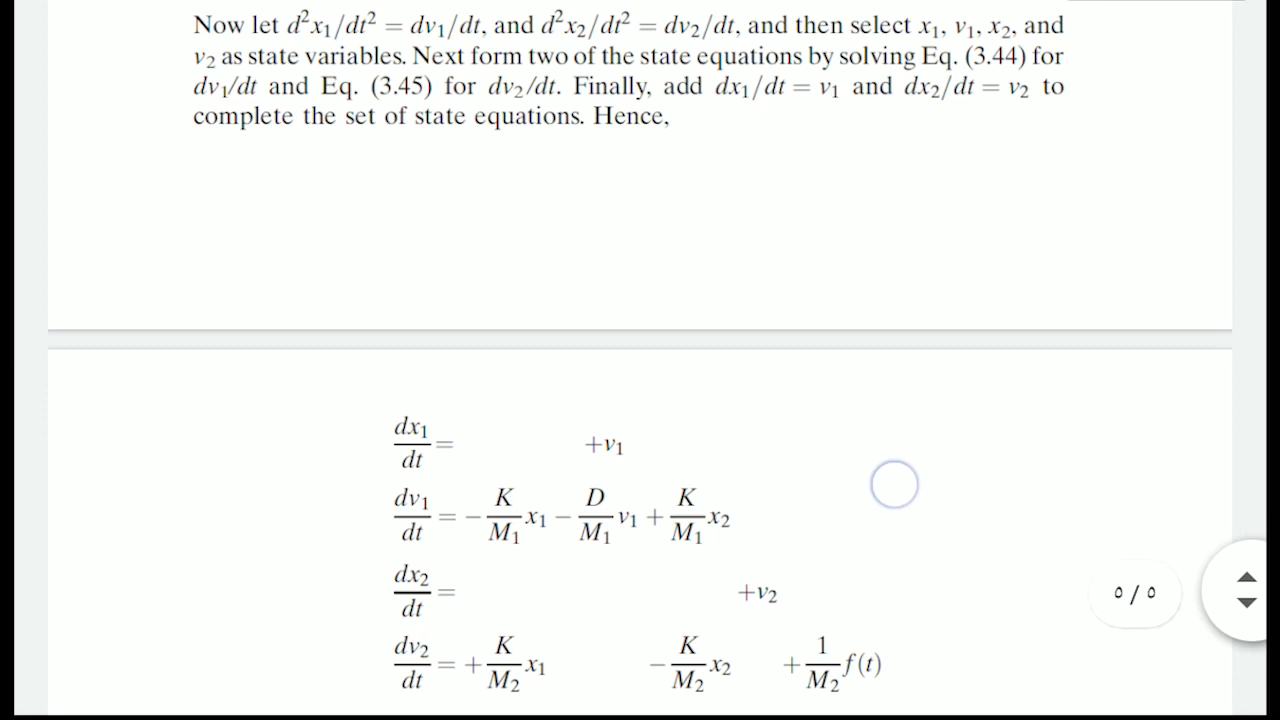 Now let d²x₁/dt² = dv₁/dt, and d²x₂/dt² = dv₂/dt, and then select x₁, v₁, x₂, and
v₂ as state variables. Next form two of the state equations by solving Eq. (3.44) for
dv₁/dt and Eq. (3.45) for dv₂/dt. Finally, add dx₁/dt = v₁ and dx₂/dt = v₂ to
complete the set of state equations. Hence,
dx₁/dt = +v₁
dv₁/dt = −K/M₁ x₁ − D/M₁ v₁ + K/M₁ x₂
dx₂/dt = +v₂
dv₂/dt = +K/M₂ x₁ − K/M₂ x₂ + 1/M₂ f(t)
٥ / ٥